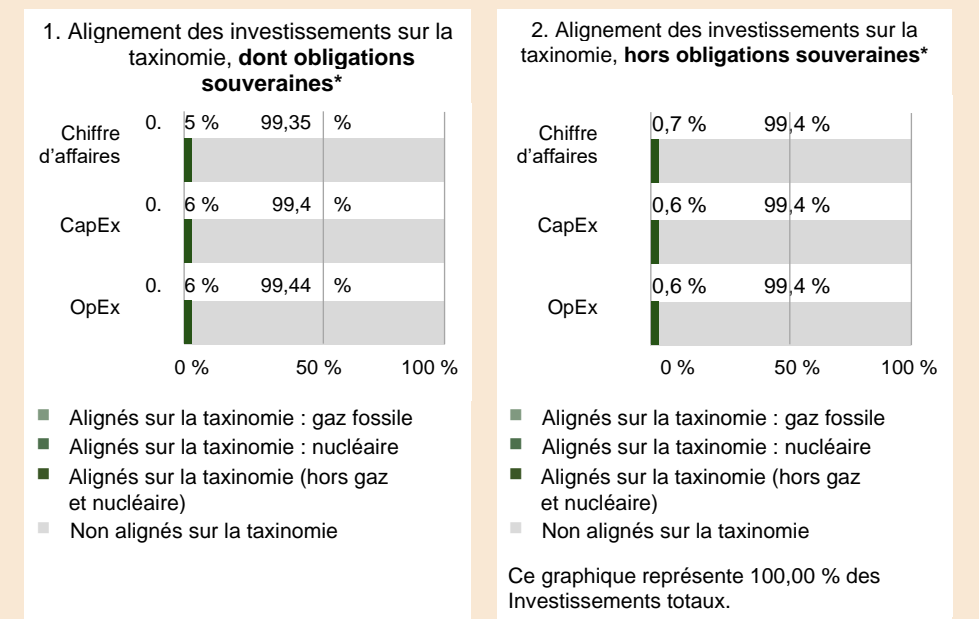 1. Alignement des investissements sur la
taxinomie, dont obligations
souveraines*
0. 5 % 99,35 %
Chiffre
d'affaires
0. 6 % 99,4 %
CapEx
0. 6 % 99,44 %
OpEx
0 % 50 % 100 %
Alignés sur la taxinomie : gaz fossile
Alignés sur la taxinomie : nucléaire
Alignés sur la taxinomie (hors gaz
et nucléaire)
Non alignés sur la taxinomie
2. Alignement des investissements sur la
taxinomie, hors obligations souveraines*
0,7 % 99,4 %
Chiffre
d'affaires
0,6 % 99,4 %
CapEx
0,6 % 99,4 %
OpEx
0 % 50 % 100 %
Alignés sur la taxinomie : gaz fossile
Alignés sur la taxinomie : nucléaire
Alignés sur la taxinomie (hors gaz
et nucléaire)
Non alignés sur la taxinomie
Ce graphique représente 100,00 % des
Investissements totaux.